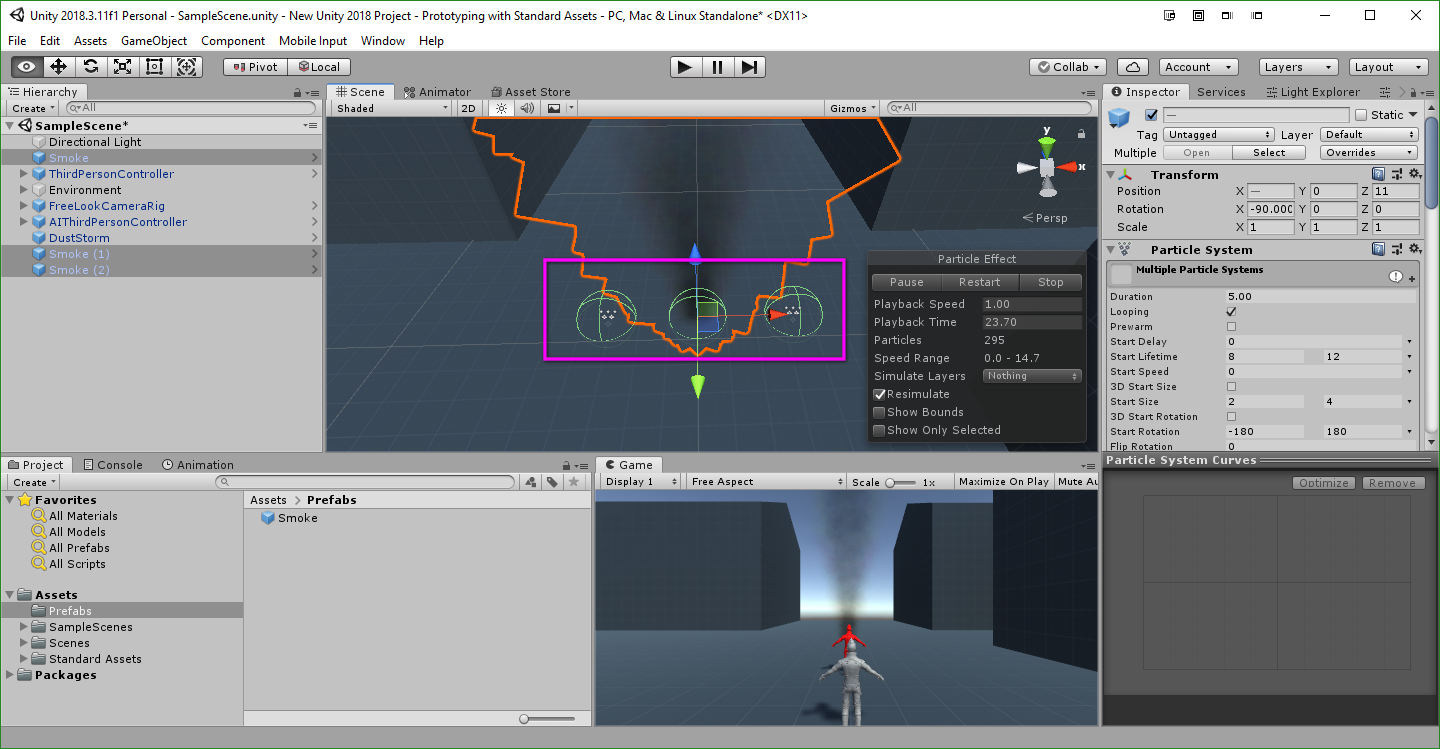 Unity 2018.3.11f1 Personal - SampleScene.unity - New Unity 2018 Project - Prototyping with Standard Assets - PC, Mac & Linux Standalone* <DX11>
File Edit Assets GameObject Component Mobile Input Window Help
Pivot Local Collab Account Layers Layout
Hierarchy
Create All
SampleScene*
Directional Light
Smoke
ThirdPersonController
Environment
FreeLookCameraRig
AIThirdPersonController
DustStorm
Smoke (1)
Smoke (2)
Scene Animator Asset Store
Shaded 2D Gizmos All
y
x
Persp
Particle Effect
Pause Restart Stop
Playback Speed 1.00
Playback Time 23.70
Particles 295
Speed Range 0.0 - 14.7
Simulate Layers Nothing
Resimulate
Show Bounds
Show Only Selected
Inspector Services Light Explorer
— Static
Tag Untagged Layer Default
Multiple Open Select Overrides
Transform
Position X — Y 0 Z 11
Rotation X -90.000 Y 0 Z 0
Scale X 1 Y 1 Z 1
Particle System
Multiple Particle Systems
Duration 5.00
Looping
Prewarm
Start Delay 0
Start Lifetime 8 12
Start Speed 0
3D Start Size
Start Size 2 4
3D Start Rotation
Start Rotation -180 180
Flip Rotation 0
Particle System Curves
Optimize Remove
Project Console Animation
Create
Favorites
All Materials
All Models
All Prefabs
All Scripts
Assets
Prefabs
SampleScenes
Scenes
Standard Assets
Packages
Assets > Prefabs
Smoke
Game
Display 1 Free Aspect Scale 1x Maximize On Play Mute Au